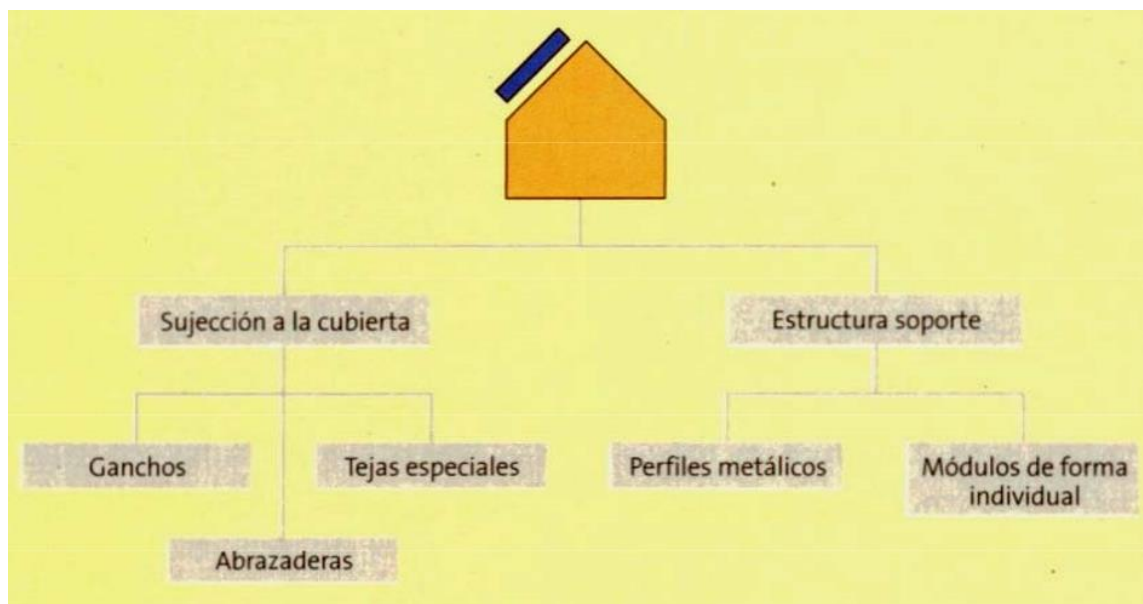 Sujección a la cubierta
Estructura soporte
Ganchos
Tejas especiales
Perfiles metálicos
Módulos de forma
individual
Abrazaderas